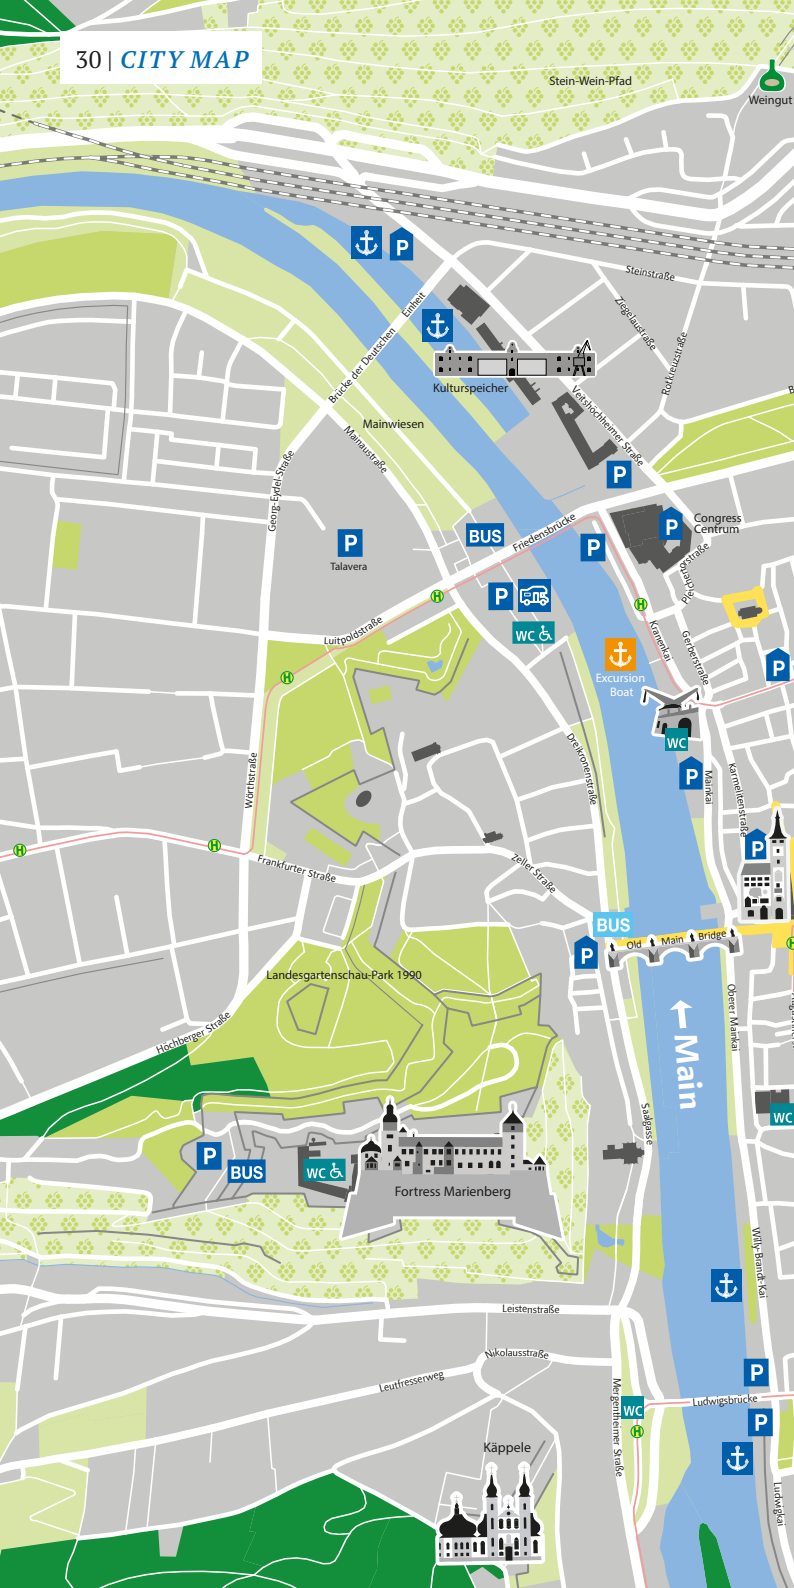 30 | CITY MAP
Stein-Wein-Pfad
Weingut
P
Steinstraße
Ziegelaustraße
Rotkreuzstraße
Brücke der Deutschen Einheit
Kulturspeicher
Veitshöchheimer Straße
Mainwiesen
Mainaustraße
Georg-Eydel-Straße
P
BUS
Friedensbrücke
P
Congress
Centrum
P
P
Talavera
P
H
H
WC
Luitpoldstraße
Kranenkai
Gerberstraße
Excursion
Boat
P
H
WC
Dreikronenstraße
P
Mainkai
Karmelitenstraße
Wörthstraße
H
H
P
Frankfurter Straße
Zeller Straße
BUS
Old Main Bridge
P
H
Landesgartenschau-Park 1990
Oberer Mainkai
Höchberger Straße
Main
Saalgasse
WC
P
BUS
WC
Fortress Marienberg
Willy-Brandt-Kai
Leistenstraße
Nikolausstraße
Leutfresserweg
P
Mergentheimer Straße
WC
Ludwigsbrücke
H
P
Käppele
Ludwigkai